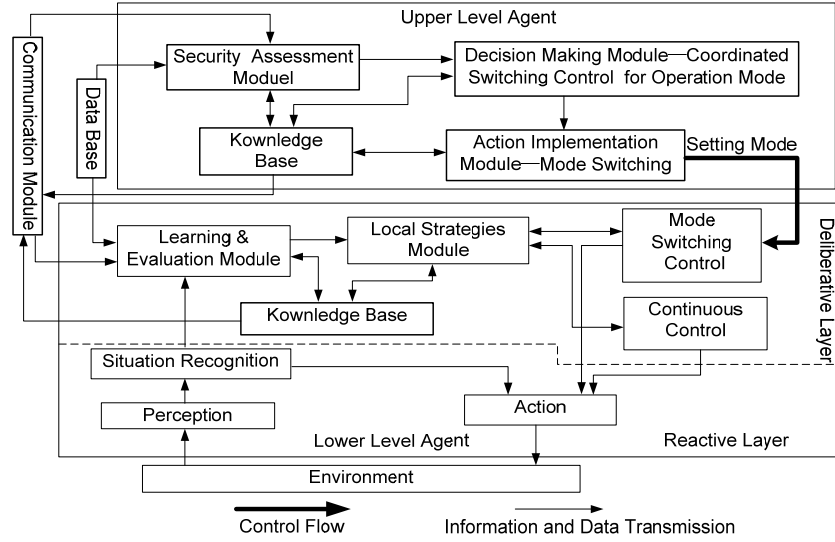 Upper Level Agent
Communication Module
Data Base
Security Assessment
Moduel
Decision Making Module—Coordinated
Switching Control for Operation Mode
Kownledge
Base
Action Implementation
Module—Mode Switching
Setting Mode
Learning &
Evaluation Module
Local Strategies
Module
Mode
Switching
Control
Deliberative Layer
Kownledge Base
Continuous
Control
Situation Recognition
Perception
Action
Lower Level Agent
Reactive Layer
Environment
Control Flow
Information and Data Transmission